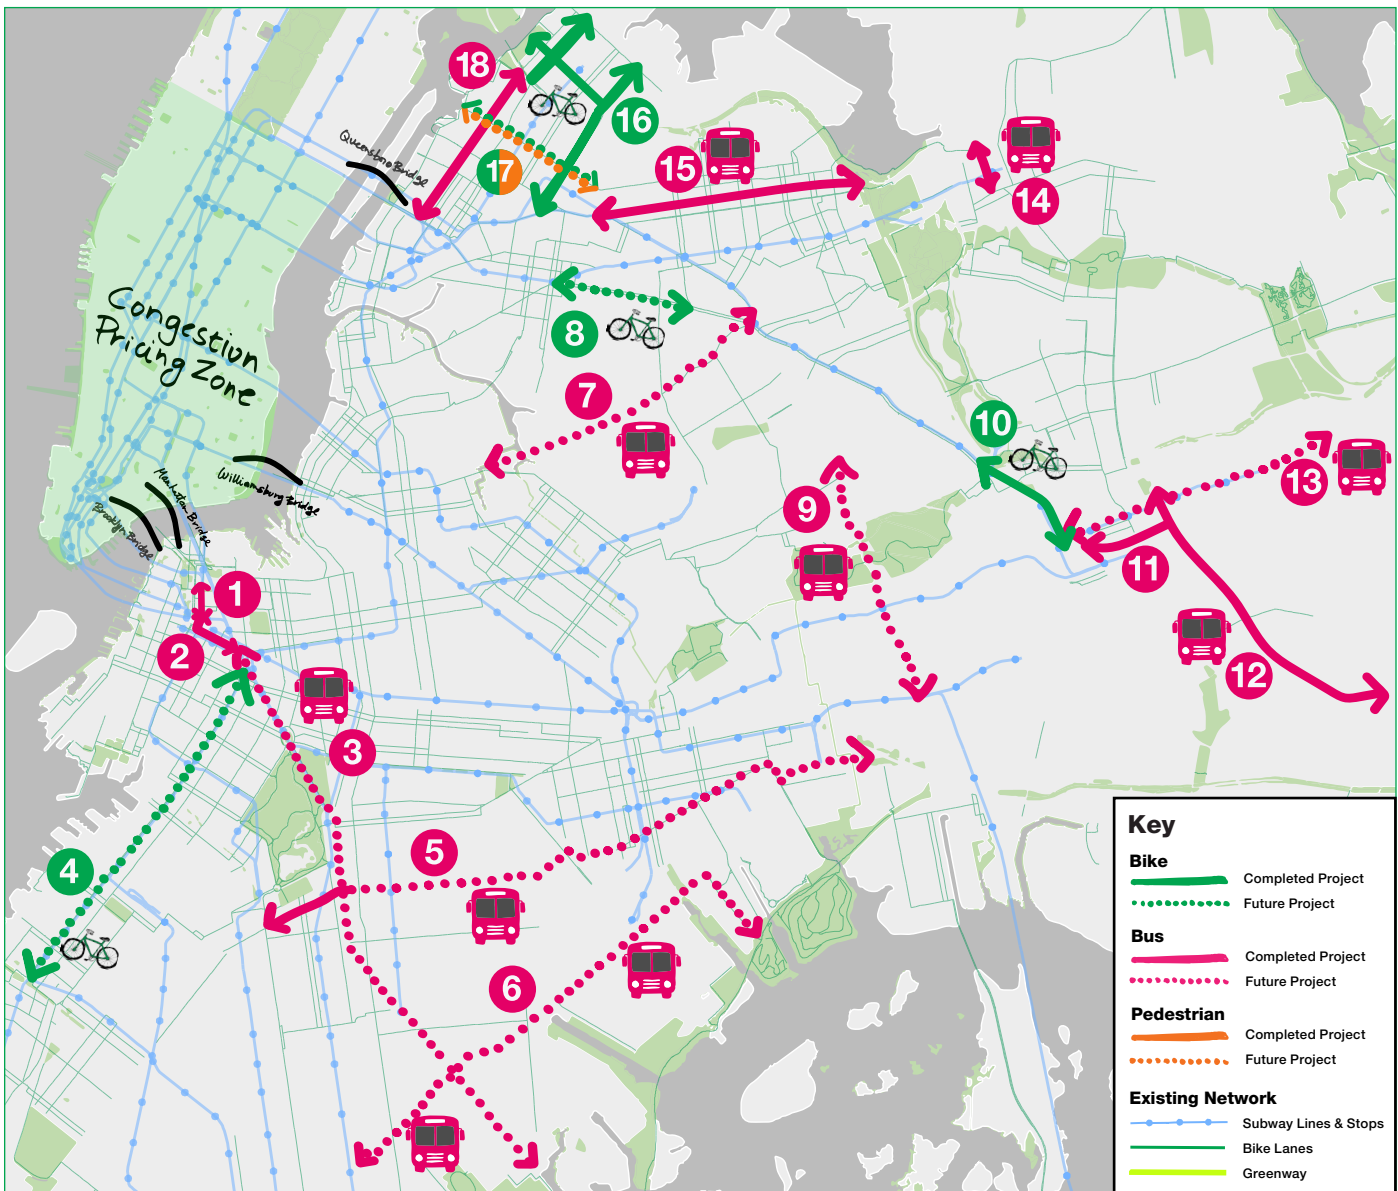 18
16
Queensboro Bridge
17
15
14
Congestion
Pricing Zone
8
7
10
Manhattan Bridge
Williamsburg Bridge
Brooklyn Bridge
9
13
11
1
2
12
3
5
4
6
Key
Bike
Completed Project
Future Project
Bus
Completed Project
Future Project
Pedestrian
Completed Project
Future Project
Existing Network
Subway Lines & Stops
Bike Lanes
Greenway